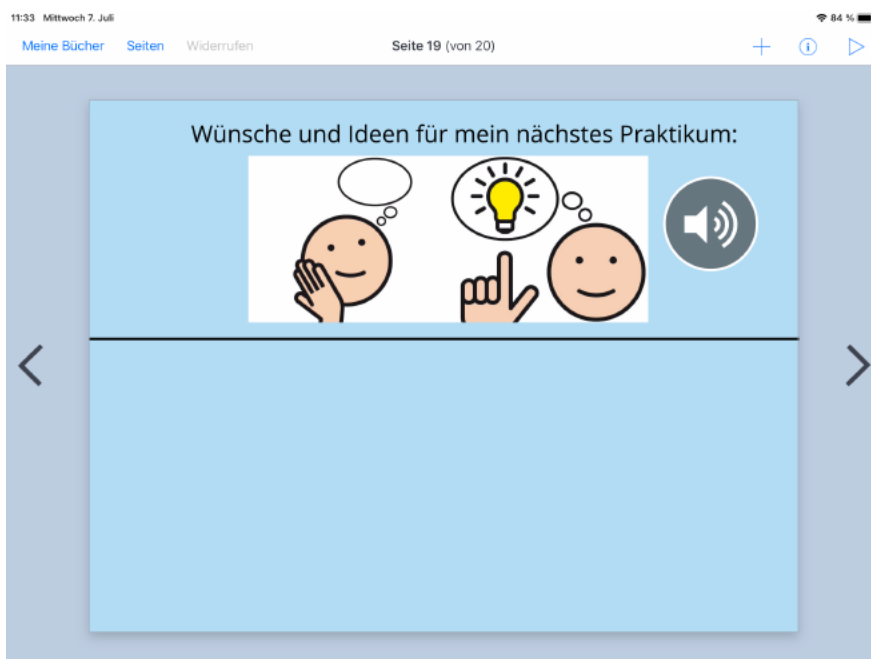 11:33 Mittwoch 7. Juli 84 %
Meine Bücher Seiten Widerrufen Seite 19 (von 20)
Wünsche und Ideen für mein nächstes Praktikum: